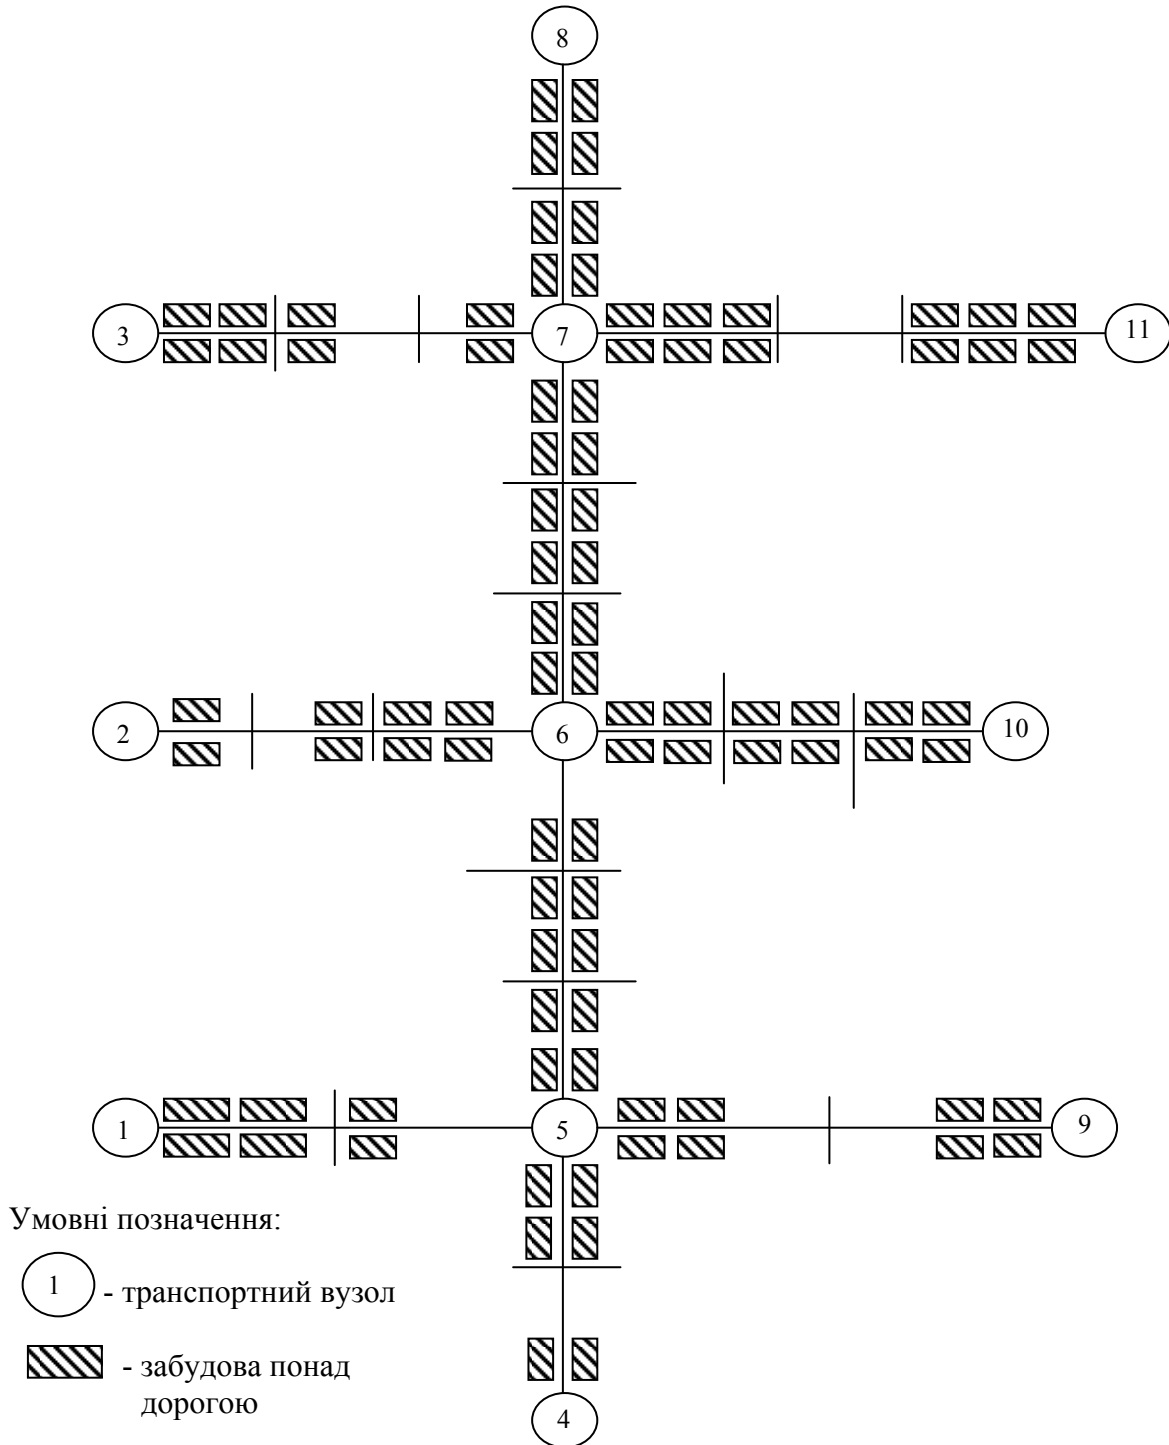 8
3
7
11
2
6
10
1
5
9
Умовні позначення:
1 - транспортний вузол
- забудова понад
дорогою
4